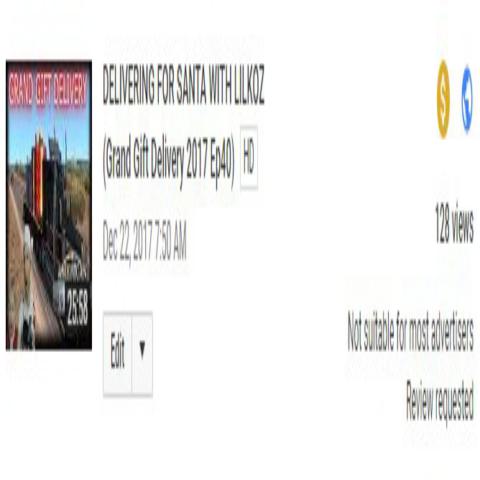 GRAND GIFT DELIVERY
25:58
DELIVERING FOR SANTA WITH LILKOZ
(Grand Gift Delivery 2017 Ep40) HD
Dec 22, 2017 7:50 AM
Edit
$
128 views
Not suitable for most advertisers
Review requested